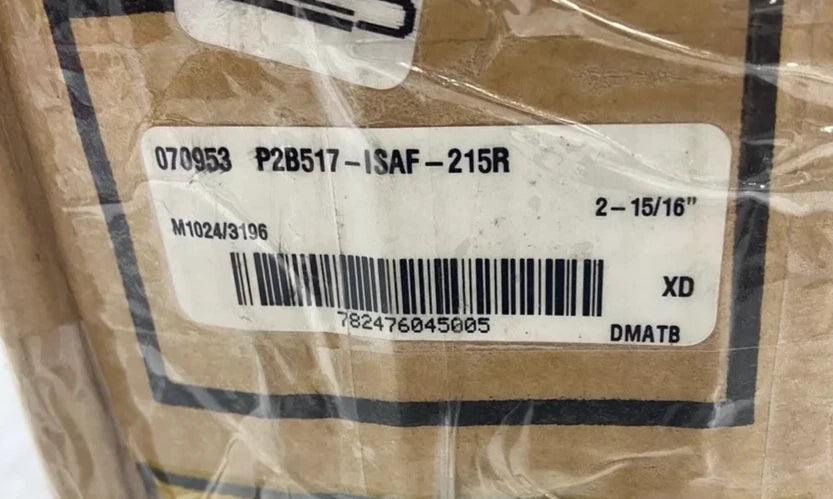 070953 P2B517-ISAF-215R
2-15/16"
M1024/3196
XD
782476045005
DMATB